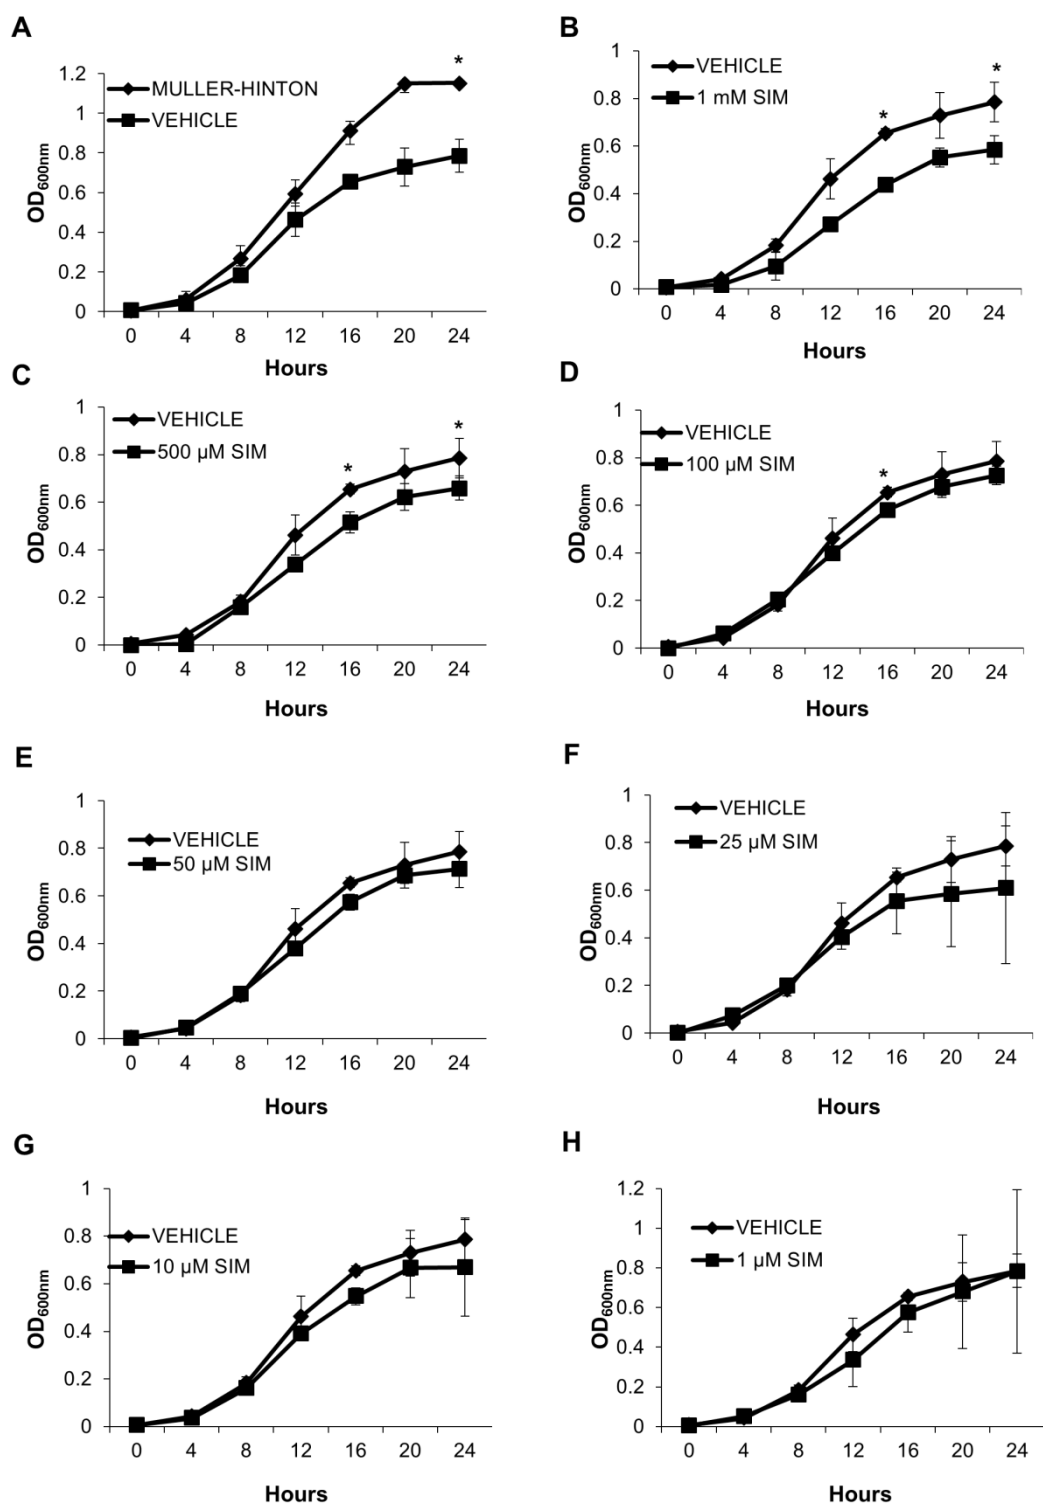 A
MULLER-HINTON
VEHICLE
OD600nm
1.2
1
0.8
0.6
0.4
0.2
0
*
0 4 8 12 16 20 24
Hours
B
VEHICLE
1 mM SIM
OD600nm
1
0.8
0.6
0.4
0.2
0
* *
0 4 8 12 16 20 24
Hours
C
VEHICLE
500 µM SIM
OD600nm
1
0.8
0.6
0.4
0.2
0
* *
0 4 8 12 16 20 24
Hours
D
VEHICLE
100 µM SIM
OD600nm
1
0.8
0.6
0.4
0.2
0
*
0 4 8 12 16 20 24
Hours
E
VEHICLE
50 µM SIM
OD600nm
1
0.8
0.6
0.4
0.2
0
0 4 8 12 16 20 24
Hours
F
VEHICLE
25 µM SIM
OD600nm
1
0.8
0.6
0.4
0.2
0
0 4 8 12 16 20 24
Hours
G
VEHICLE
10 µM SIM
OD600nm
1
0.8
0.6
0.4
0.2
0
0 4 8 12 16 20 24
Hours
H
VEHICLE
1 µM SIM
OD600nm
1.2
1
0.8
0.6
0.4
0.2
0
0 4 8 12 16 20 24
Hours